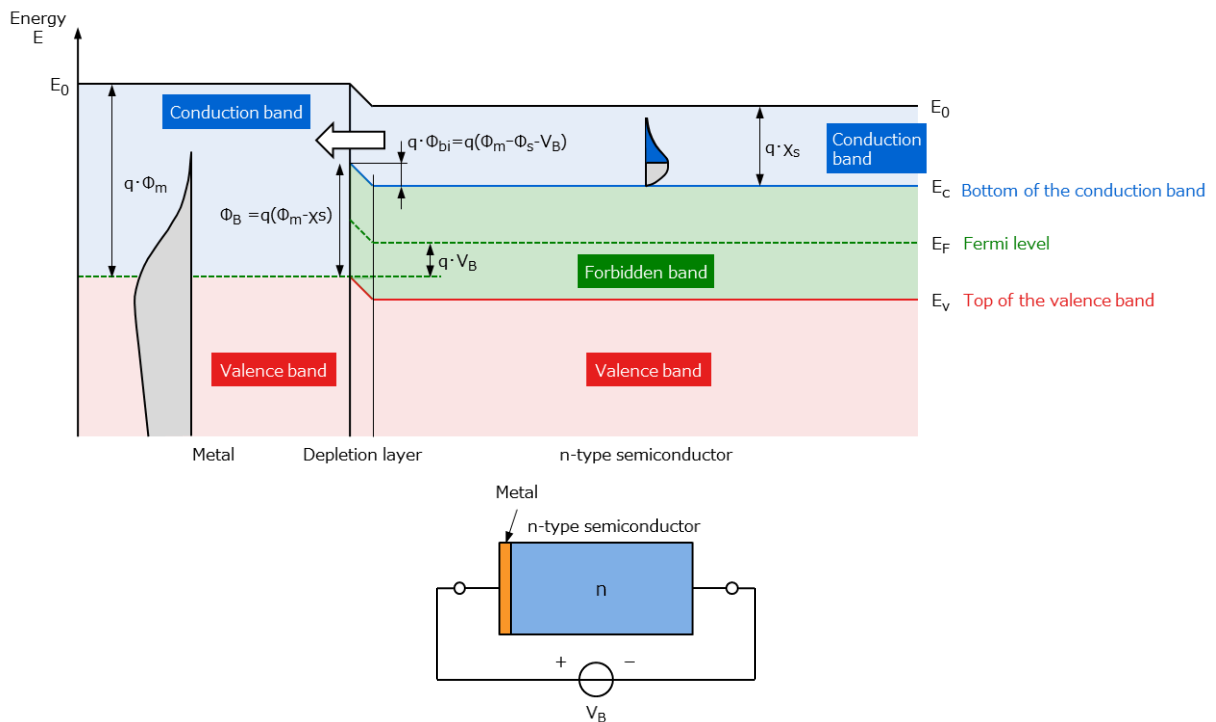 Energy
E
E0
E0
Conduction band
q·Φbi=q(Φm-Φs-VB)
q·χs
Conduction
band
q·Φm
ΦB =q(Φm-χs)
Ec Bottom of the conduction band
EF Fermi level
q·VB
Forbidden band
Ev Top of the valence band
Valence band
Valence band
Metal
Depletion layer
n-type semiconductor
Metal
n-type semiconductor
n
+
−
VB